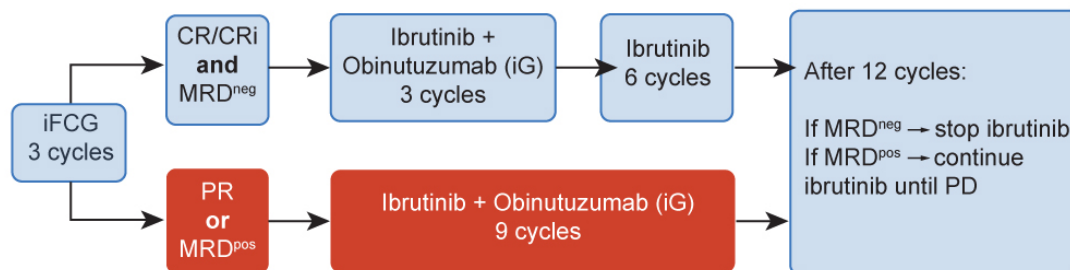 iFCG
3 cycles
CR/CRi
and
MRDneg
Ibrutinib +
Obinutuzumab (iG)
3 cycles
Ibrutinib
6 cycles
PR
or
MRDpos
Ibrutinib + Obinutuzumab (iG)
9 cycles
After 12 cycles:
If MRDneg → stop ibrutinib
If MRDpos → continue
ibrutinib until PD